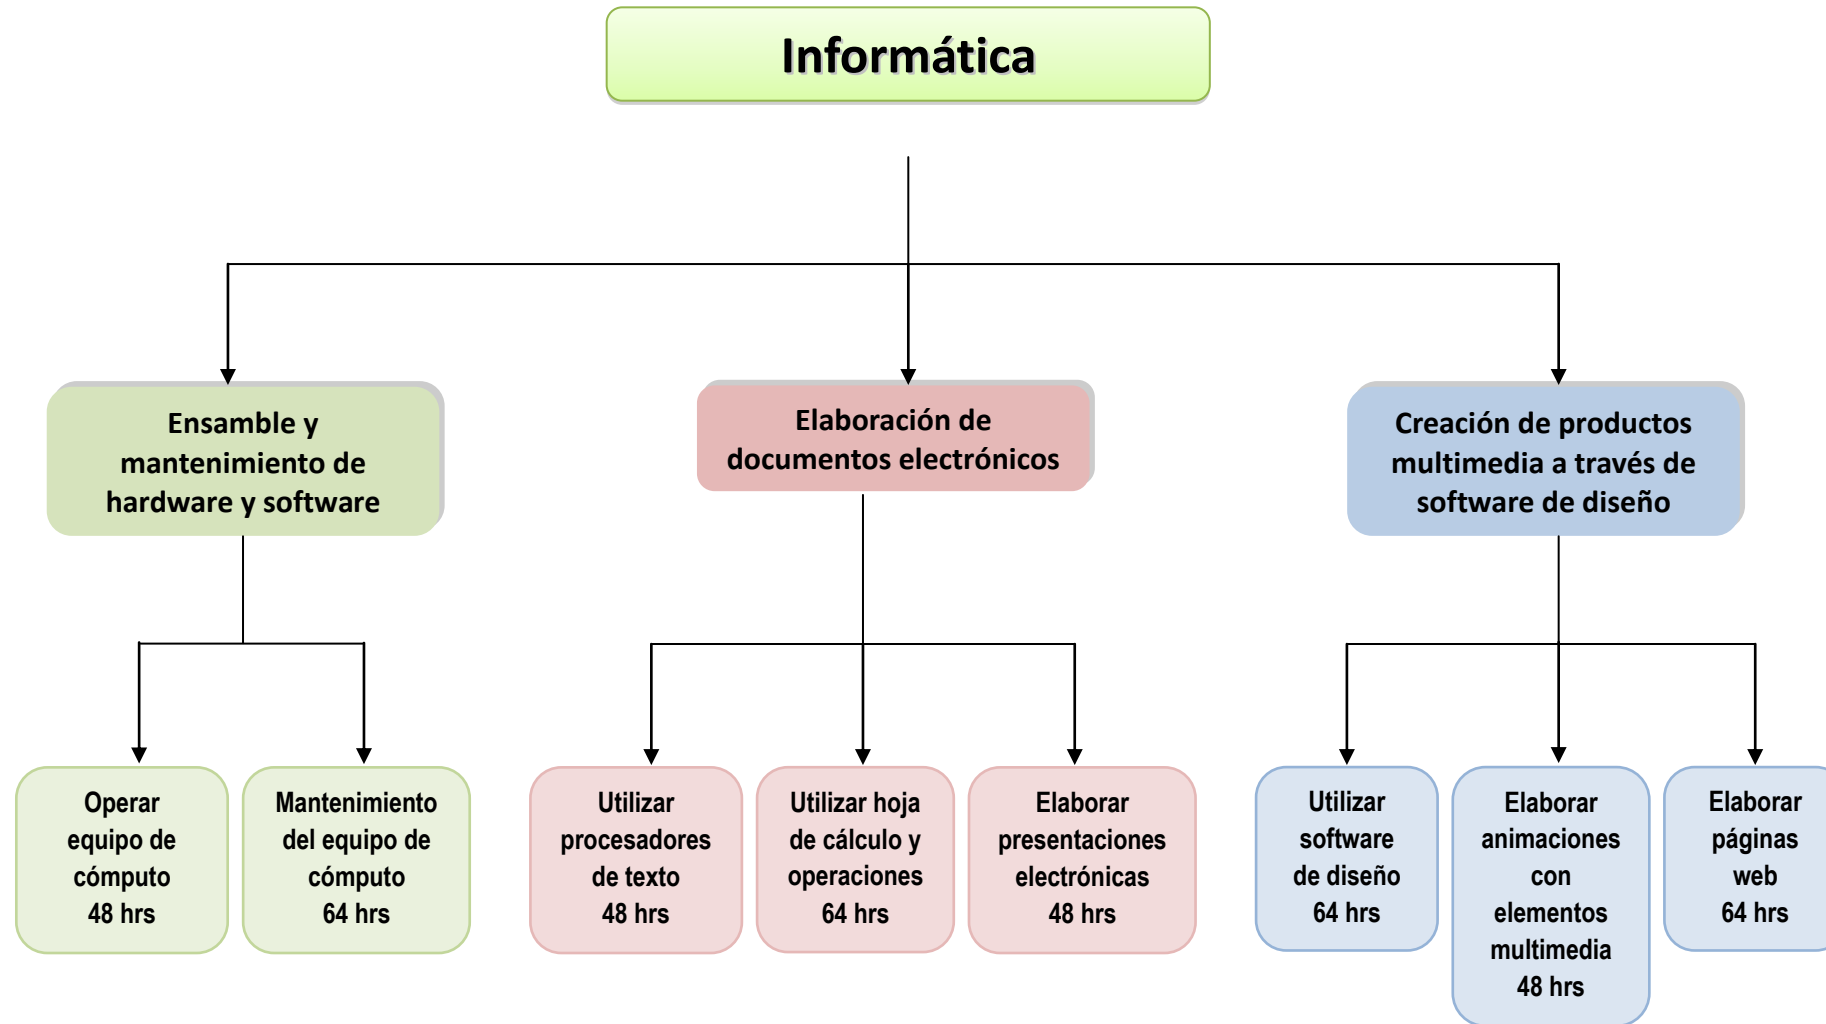 Informática
Ensamble y
mantenimiento de
hardware y software
Elaboración de
documentos electrónicos
Creación de productos
multimedia a través de
software de diseño
Operar
equipo de
cómputo
48 hrs
Mantenimiento
del equipo de
cómputo
64 hrs
Utilizar
procesadores
de texto
48 hrs
Utilizar hoja
de cálculo y
operaciones
64 hrs
Elaborar
presentaciones
electrónicas
48 hrs
Utilizar
software
de diseño
64 hrs
Elaborar
animaciones
con
elementos
multimedia
48 hrs
Elaborar
páginas
web
64 hrs